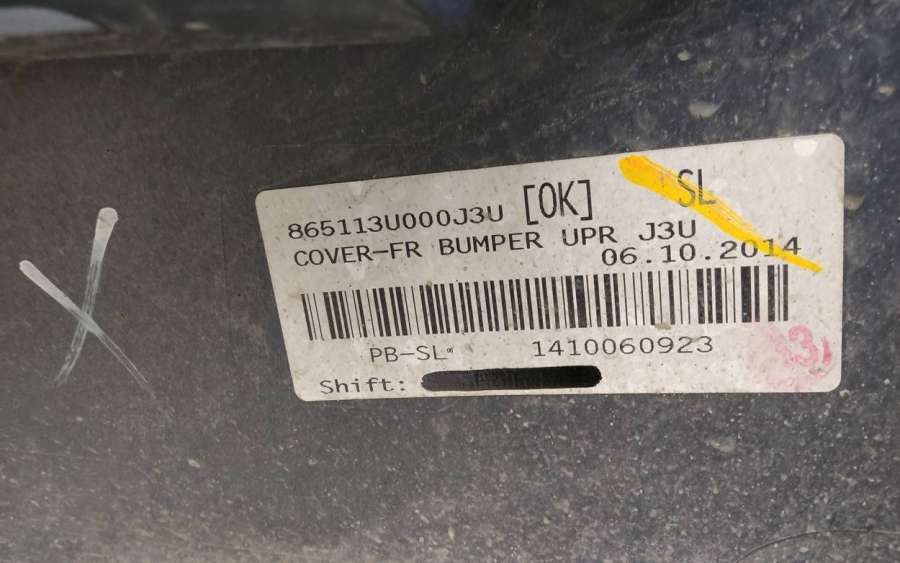 865113U000J3U [OK] SL
COVER-FR BUMPER UPR J3U
06.10.2014
PB-SL
1410060923
Shift: